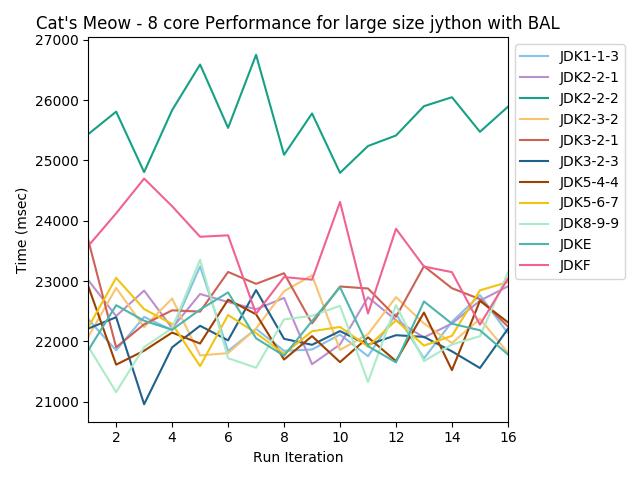 Cat's Meow - 8 core Performance for large size jython with BAL
27000
26000
25000
24000
23000
22000
21000
Time (msec)
2 4 6 8 10 12 14 16
Run Iteration
JDK1-1-3
JDK2-2-1
JDK2-2-2
JDK2-3-2
JDK3-2-1
JDK3-2-3
JDK5-4-4
JDK5-6-7
JDK8-9-9
JDKE
JDKF